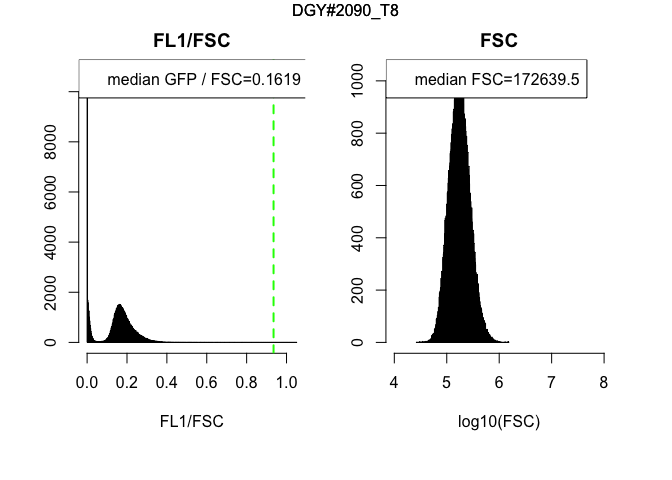 DGY#2090_T8
FL1/FSC
FSC
median GFP / FSC=0.1619
median FSC=172639.5
0
2000
4000
6000
8000
0.0 0.2 0.4 0.6 0.8 1.0
FL1/FSC
0
200
400
600
800
1000
4 5 6 7 8
log10(FSC)